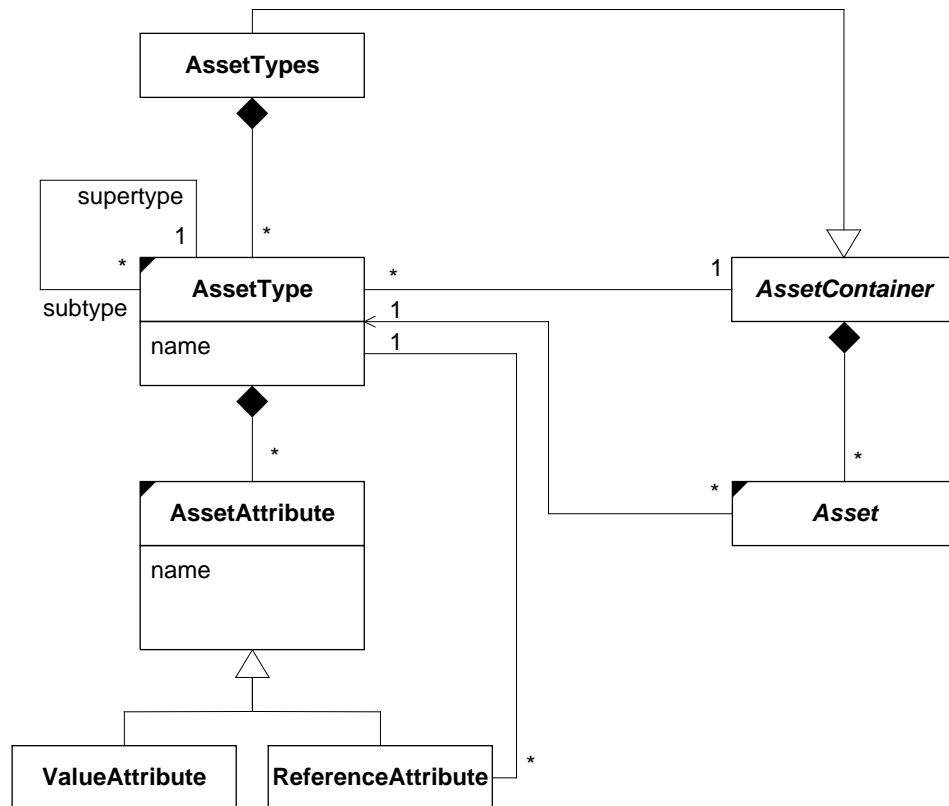 AssetTypes
supertype
1
*
*
subtype
AssetType
name
*
1
AssetContainer
1
1
*
AssetAttribute
name
*
*
Asset
ValueAttribute
ReferenceAttribute
*